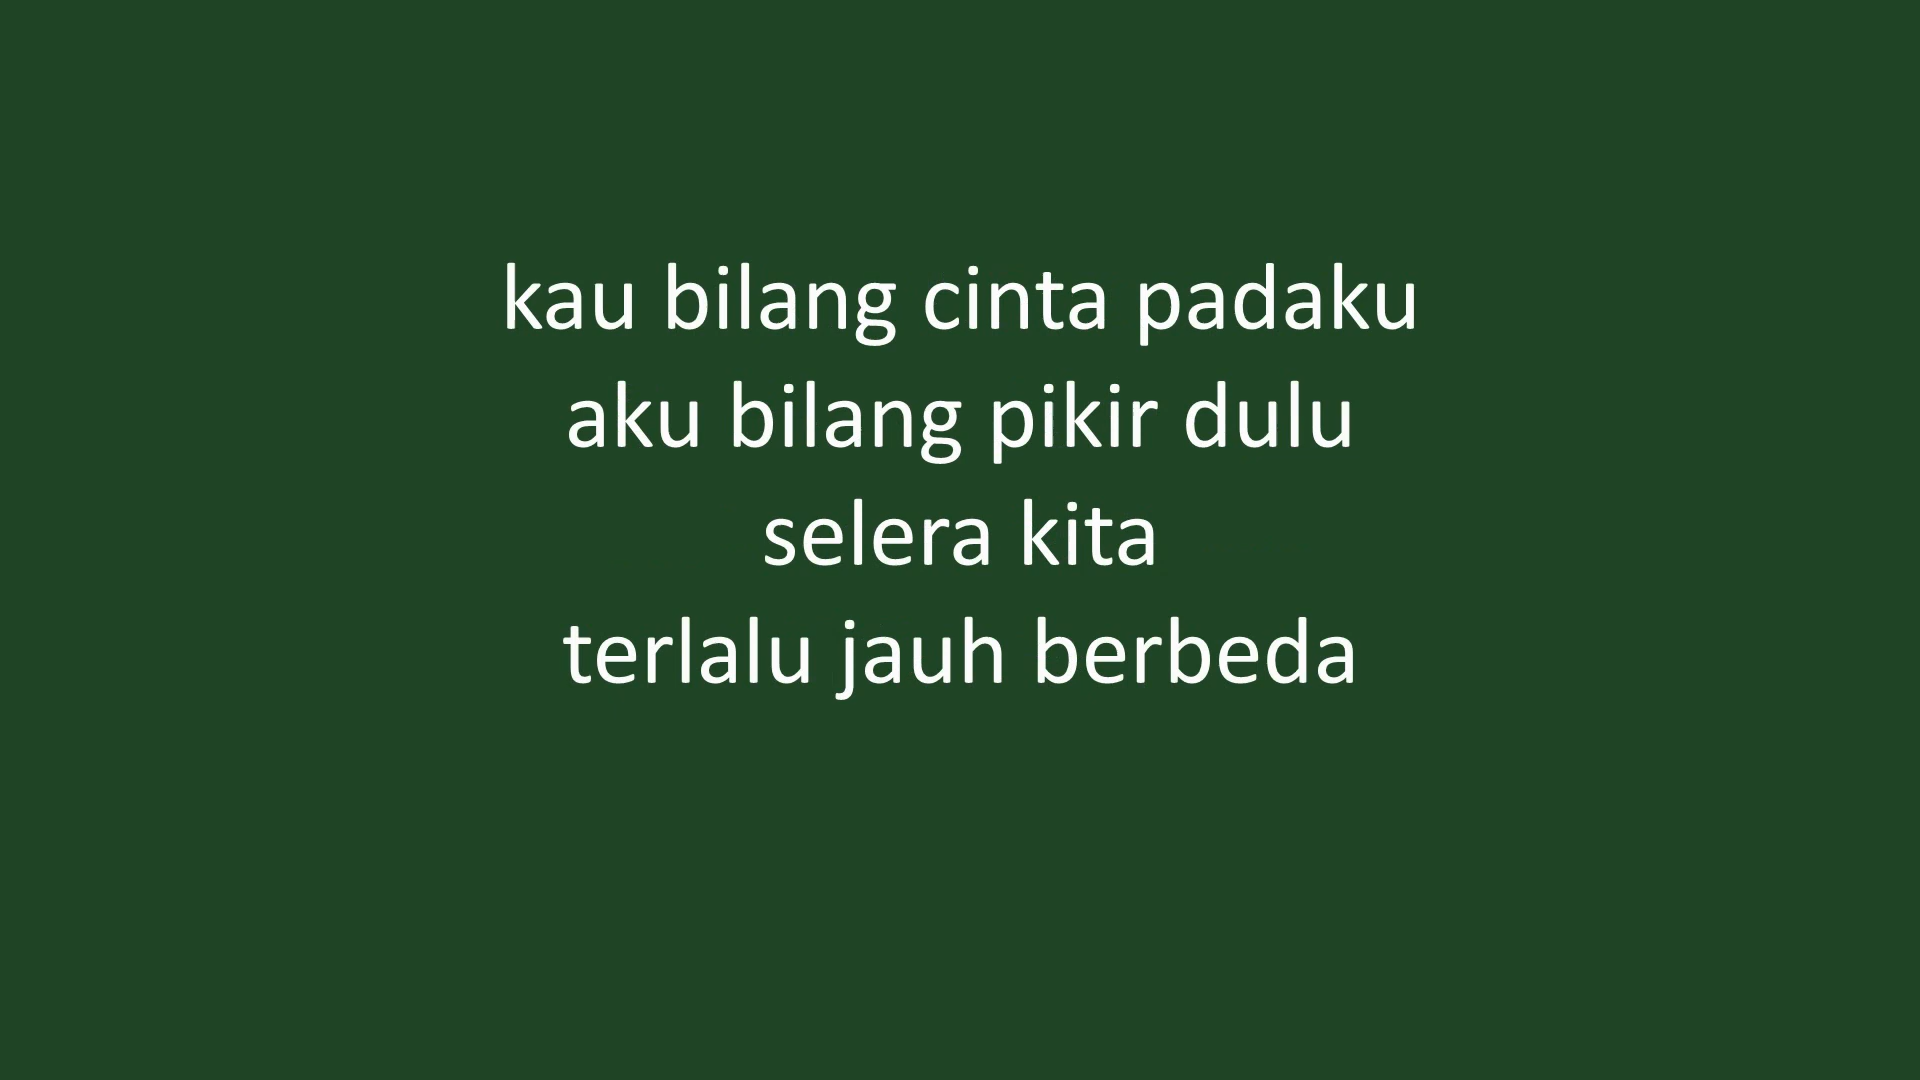 kau bilang cinta padaku
aku bilang pikir dulu
selera kita
terlalu jauh berbeda